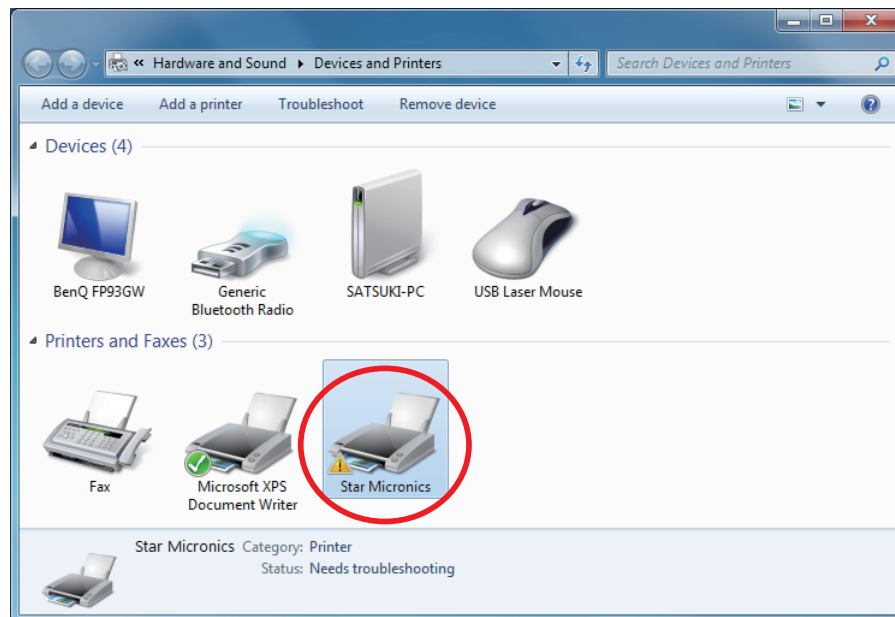 « Hardware and Sound ▸ Devices and Printers
Search Devices and Printers
Add a device Add a printer Troubleshoot Remove device
Devices (4)
BenQ FP93GW
Generic
Bluetooth Radio
SATSUKI-PC
USB Laser Mouse
Printers and Faxes (3)
Fax
Microsoft XPS
Document Writer
Star Micronics
Star Micronics Category: Printer
Status: Needs troubleshooting